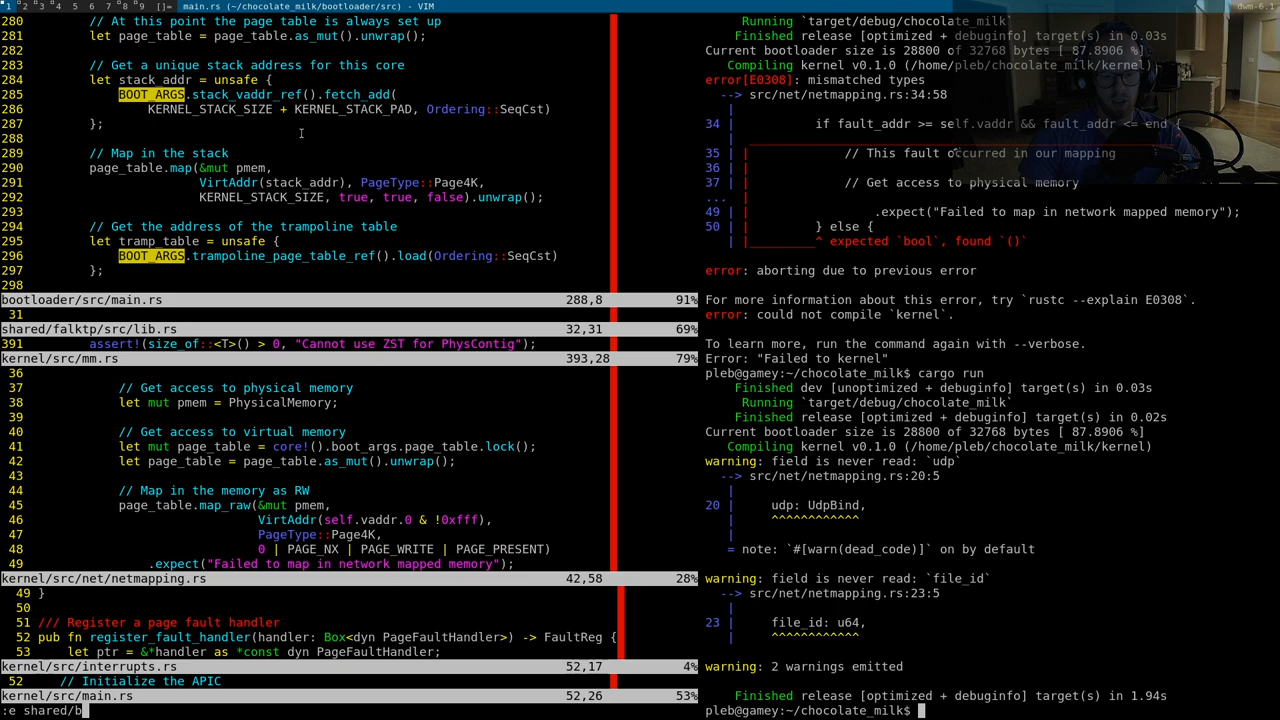 1 2 3 4 5 6 7 8 9 []= main.rs (~/chocolate_milk/bootloader/src) - VIM dwm-6.1
280 // At this point the page table is always set up
281 let page_table = page_table.as_mut().unwrap();
282
283 // Get a unique stack address for this core
284 let stack_addr = unsafe {
285 BOOT_ARGS.stack_vaddr_ref().fetch_add(
286 KERNEL_STACK_SIZE + KERNEL_STACK_PAD, Ordering::SeqCst)
287 };
288
289 // Map in the stack
290 page_table.map(&mut pmem,
291 VirtAddr(stack_addr), PageType::Page4K,
292 KERNEL_STACK_SIZE, true, true, false).unwrap();
293
294 // Get the address of the trampoline table
295 let tramp_table = unsafe {
296 BOOT_ARGS.trampoline_page_table_ref().load(Ordering::SeqCst)
297 };
298
bootloader/src/main.rs 288,8 91%
31
shared/falktp/src/lib.rs 32,31 69%
391 assert!(size_of::<T>() > 0, "Cannot use ZST for PhysContig");
kernel/src/mm.rs 393,28 79%
36
37 // Get access to physical memory
38 let mut pmem = PhysicalMemory;
39
40 // Get access to virtual memory
41 let mut page_table = core!().boot_args.page_table.lock();
42 let page_table = page_table.as_mut().unwrap();
43
44 // Map in the memory as RW
45 page_table.map_raw(&mut pmem,
46 VirtAddr(self.vaddr.0 & !0xfff),
47 PageType::Page4K,
48 0 | PAGE_NX | PAGE_WRITE | PAGE_PRESENT)
49 .expect("Failed to map in network mapped memory");
kernel/src/net/netmapping.rs 42,58 28%
49 }
50
51 /// Register a page fault handler
52 pub fn register_fault_handler(handler: Box<dyn PageFaultHandler>) -> FaultReg {
53 let ptr = &*handler as *const dyn PageFaultHandler;
kernel/src/interrupts.rs 52,17 4%
52 // Initialize the APIC
kernel/src/main.rs 52,26 53%
:e shared/b
Running `target/debug/chocolate_milk`
Finished release [optimized + debuginfo] target(s) in 0.03s
Current bootloader size is 28800 of 32768 bytes [ 87.8906 %]
Compiling kernel v0.1.0 (/home/pleb/chocolate_milk/kernel)
error[E0308]: mismatched types
--> src/net/netmapping.rs:34:58
|
34 | if fault_addr >= self.vaddr && fault_addr <= end {
| __________^
35 | | // This fault occurred in our mapping
36 | |
37 | | // Get access to physical memory
... |
49 | | .expect("Failed to map in network mapped memory");
50 | | } else {
| |_________^ expected `bool`, found `()`
error: aborting due to previous error
For more information about this error, try `rustc --explain E0308`.
error: could not compile `kernel`.
To learn more, run the command again with --verbose.
Error: "Failed to kernel"
pleb@gamey:~/chocolate_milk$ cargo run
Finished dev [unoptimized + debuginfo] target(s) in 0.03s
Running `target/debug/chocolate_milk`
Finished release [optimized + debuginfo] target(s) in 0.02s
Current bootloader size is 28800 of 32768 bytes [ 87.8906 %]
Compiling kernel v0.1.0 (/home/pleb/chocolate_milk/kernel)
warning: field is never read: `udp`
--> src/net/netmapping.rs:20:5
|
20 | udp: UdpBind,
| ^^^^^^^^^^^^
|
= note: `#[warn(dead_code)]` on by default
warning: field is never read: `file_id`
--> src/net/netmapping.rs:23:5
|
23 | file_id: u64,
| ^^^^^^^^^^^^
warning: 2 warnings emitted
Finished release [optimized + debuginfo] target(s) in 1.94s
pleb@gamey:~/chocolate_milk$